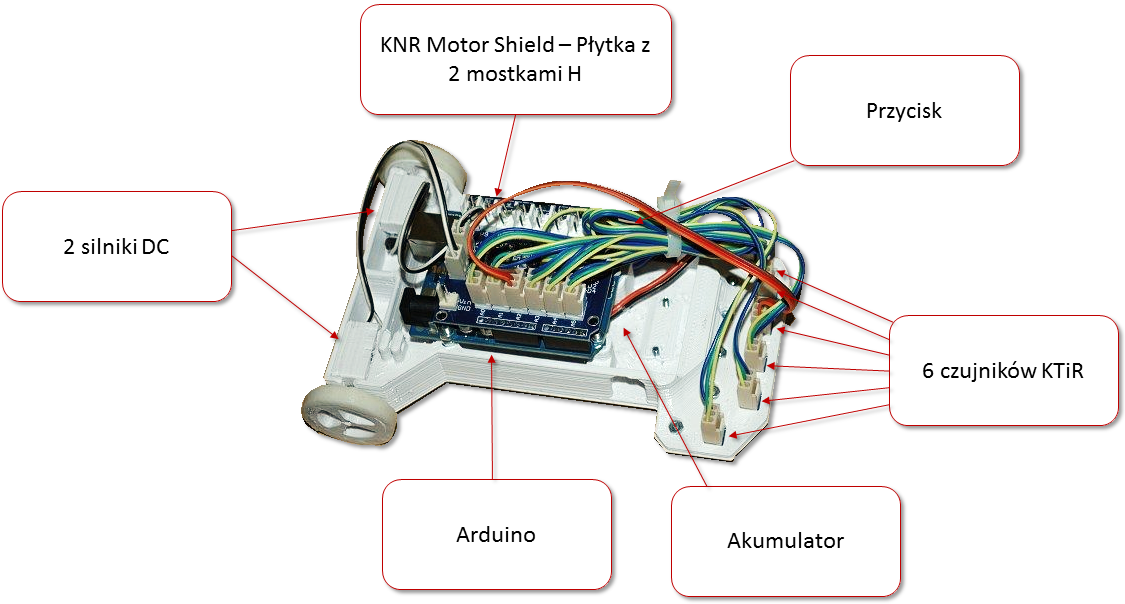 KNR Motor Shield – Płytka z
2 mostkami H
Przycisk
2 silniki DC
6 czujników KTiR
Arduino
Akumulator